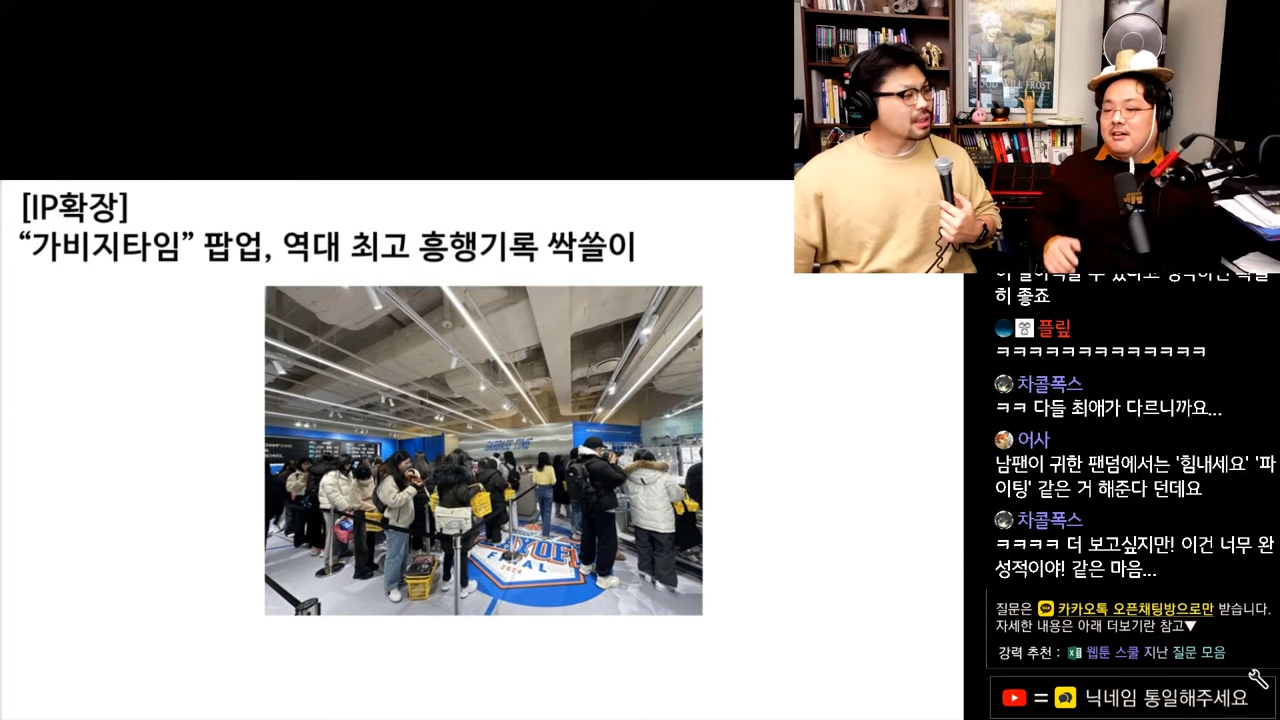 [IP확장]
“가비지타임” 팝업, 역대 최고 흥행기록 싹쓸이
GOOD WILL FROST
FINAL
2024
히 좋죠
플맆
ㅋㅋㅋㅋㅋㅋㅋㅋㅋㅋㅋㅋㅋ
차콜폭스
ㅋㅋ 다들 최애가 다르니까요...
어사
남팬이 귀한 팬덤에서는 '힘내세요' '파
이팅' 같은 거 해준다 던데요
차콜폭스
ㅋㅋㅋㅋ 더 보고싶지만! 이건 너무 완
성적이야! 같은 마음...
질문은 카카오톡 오픈채팅방으로만 받습니다.
자세한 내용은 아래 더보기란 참고▼
강력 추천 : 웹툰 스쿨 지난 질문 모음
= 닉네임 통일해주세요